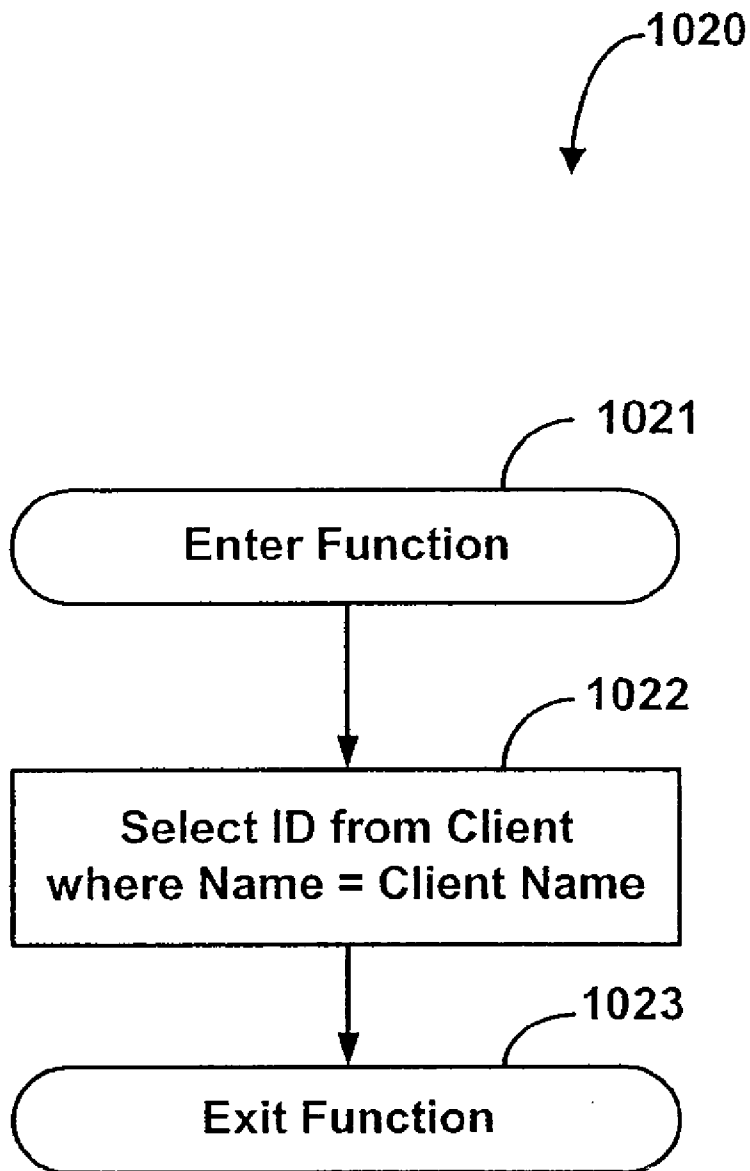 1020
1021
Enter Function
1022
Select ID from Client
where Name = Client Name
1023
Exit Function